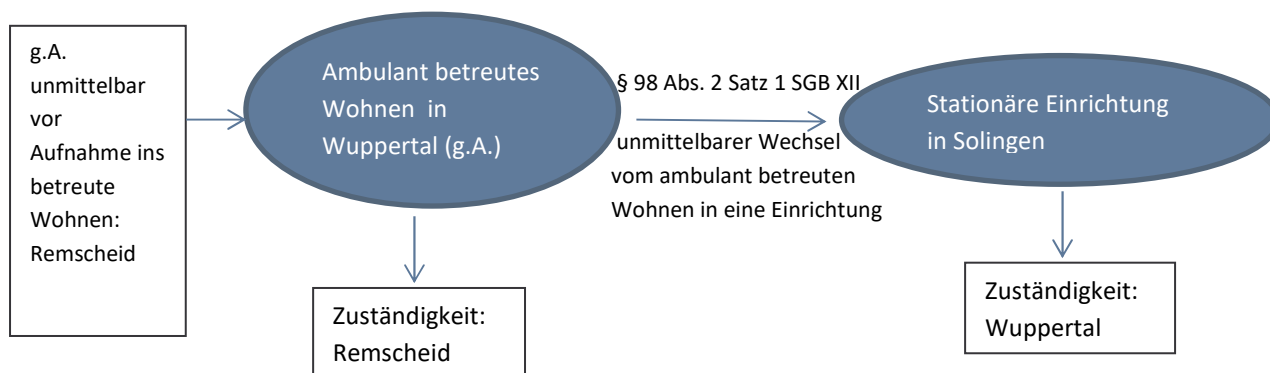 g.A.
unmittelbar
vor
Aufnahme ins
betreute
Wohnen:
Remscheid
Ambulant betreutes
Wohnen in
Wuppertal (g.A.)
Zuständigkeit:
Remscheid
§ 98 Abs. 2 Satz 1 SGB XII
unmittelbarer Wechsel
vom ambulant betreuten
Wohnen in eine Einrichtung
Stationäre Einrichtung
in Solingen
Zuständigkeit:
Wuppertal